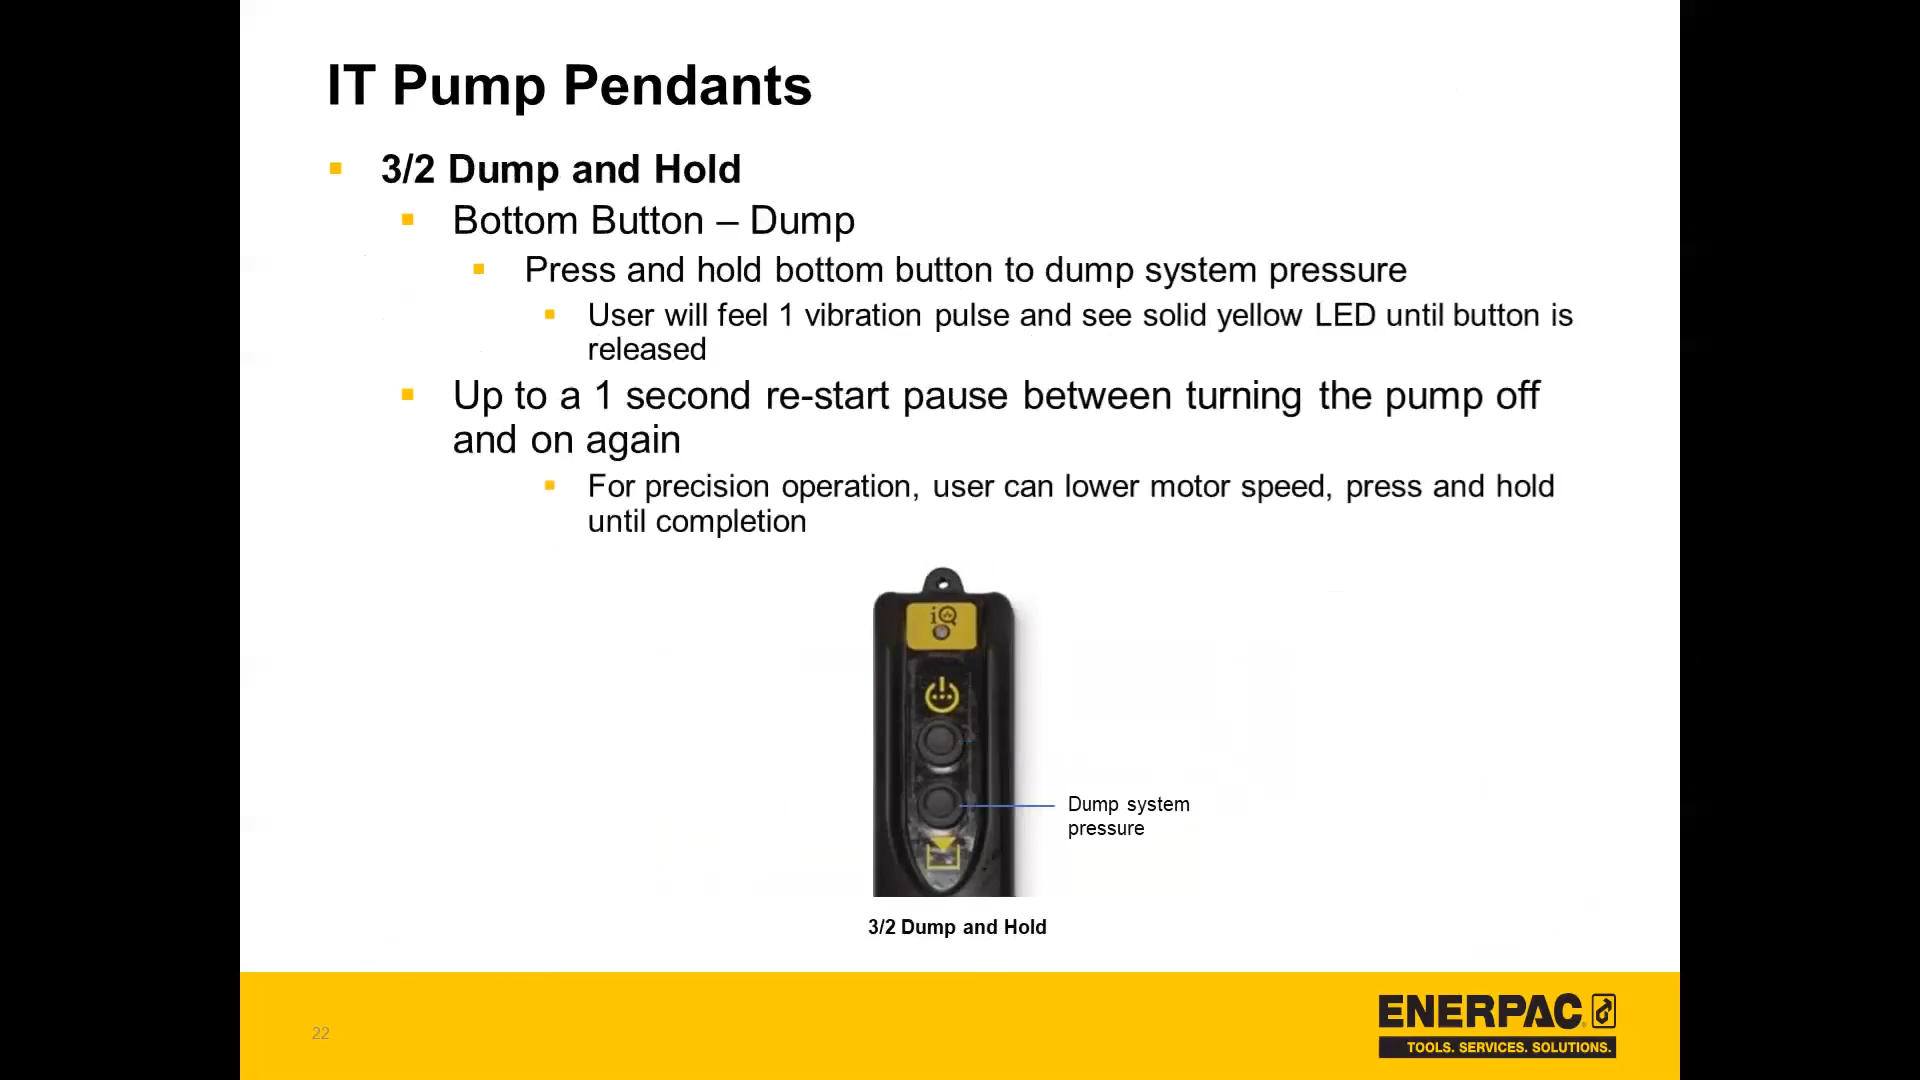 IT Pump Pendants
3/2 Dump and Hold
Bottom Button – Dump
Press and hold bottom button to dump system pressure
User will feel 1 vibration pulse and see solid yellow LED until button is
released
Up to a 1 second re-start pause between turning the pump off
and on again
For precision operation, user can lower motor speed, press and hold
until completion
iQ
Dump system
pressure
3/2 Dump and Hold
22
ENERPAC
TOOLS. SERVICES. SOLUTIONS.